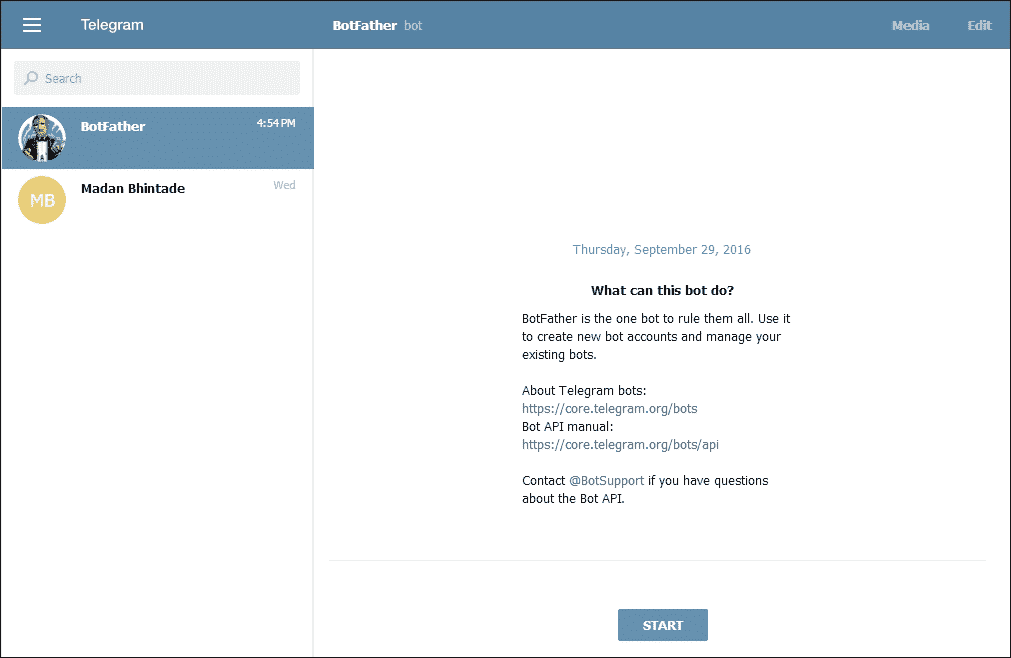 Telegram
BotFather bot
Media
Edit
Search
BotFather
4:54 PM
MB
Madan Bhintade
Wed
Thursday, September 29, 2016
What can this bot do?
BotFather is the one bot to rule them all. Use it
to create new bot accounts and manage your
existing bots.
About Telegram bots:
https://core.telegram.org/bots
Bot API manual:
https://core.telegram.org/bots/api
Contact @BotSupport if you have questions
about the Bot API.
START